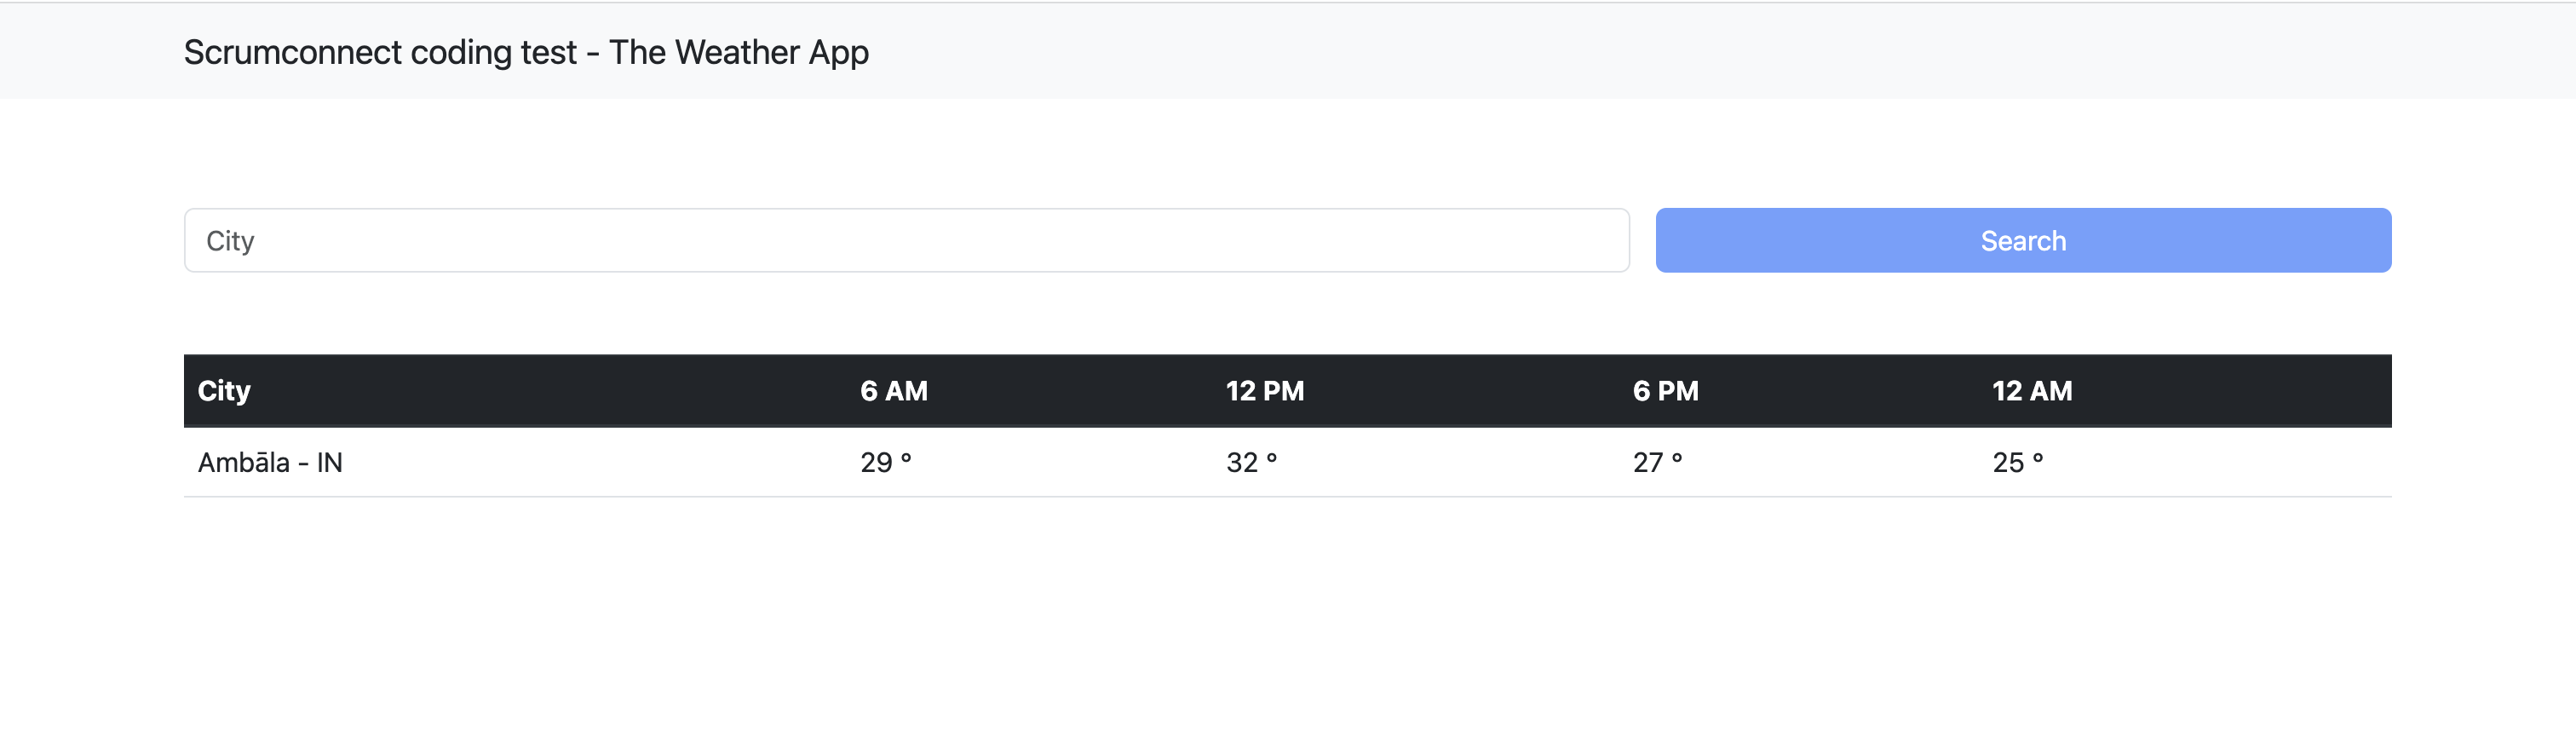 Scrumconnect coding test - The Weather App
City Search
City 6 AM 12 PM 6 PM 12 AM
Ambāla - IN 29 ° 32 ° 27 ° 25 °